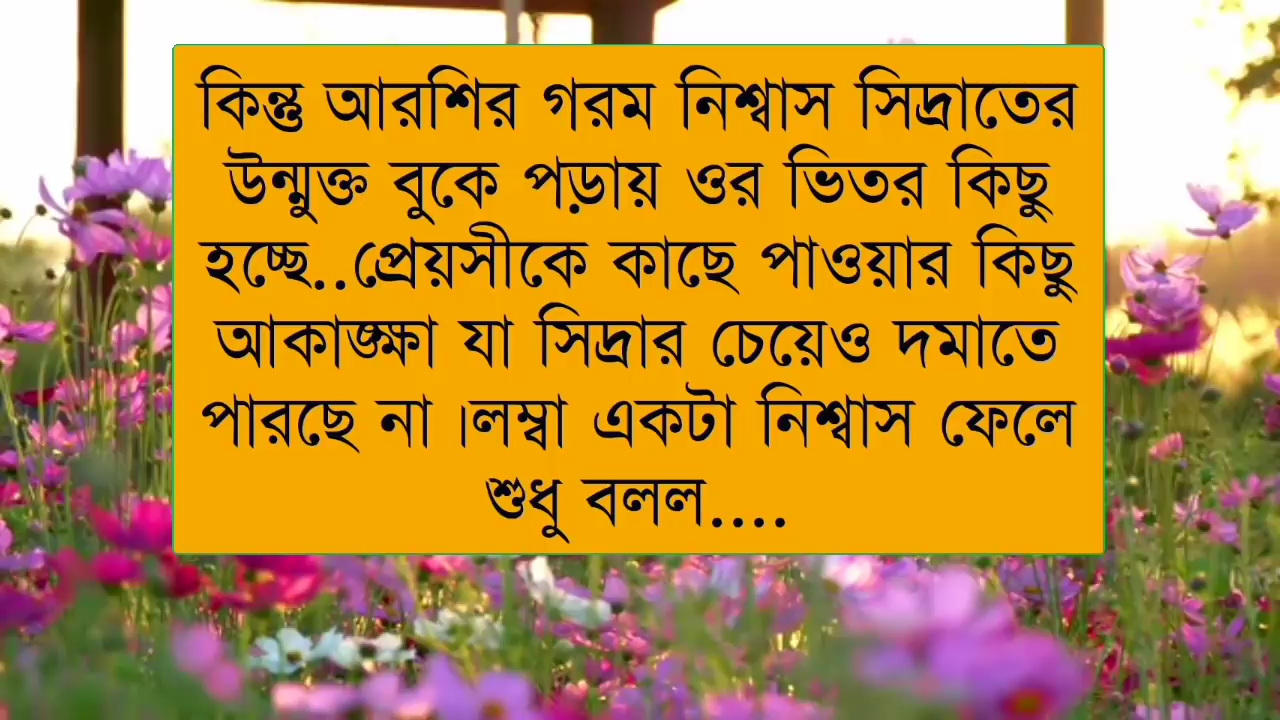 কিন্তু আরশির গরম নিশ্বাস সিদ্রাতের
উন্মুক্ত বুকে পড়ায় ওর ভিতর কিছু
হচ্ছে..প্রেয়সীকে কাছে পাওয়ার কিছু
আকাঙ্ক্ষা যা সিদ্রার চেয়েও দমাতে
পারছে না।লম্বা একটা নিশ্বাস ফেলে
শুধু বলল....